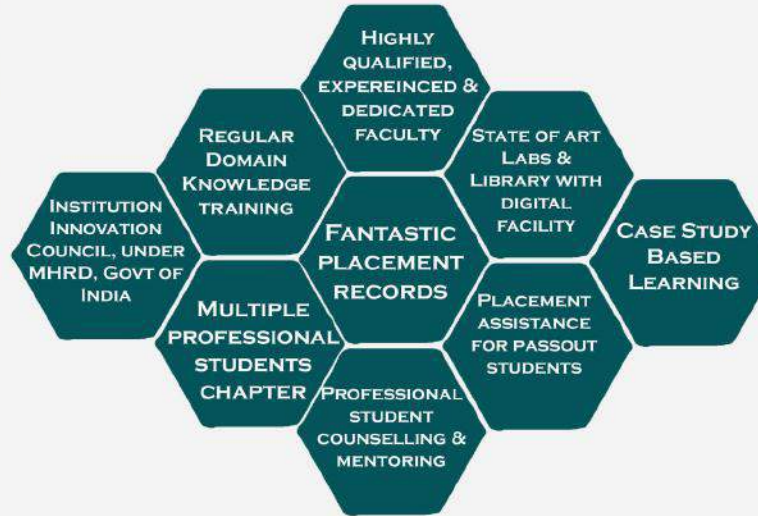 Highly
qualified,
expereinced &
dedicated
faculty
Regular
Domain
Knowledge
training
State of art
Labs &
Library with
digital
facility
Institution
Innovation
Council, under
MHRD, Govt of
India
Fantastic
placement
records
Case Study
Based
Learning
Multiple
professional
students
chapter
Placement
assistance
for passout
students
Professional
student
counselling &
mentoring